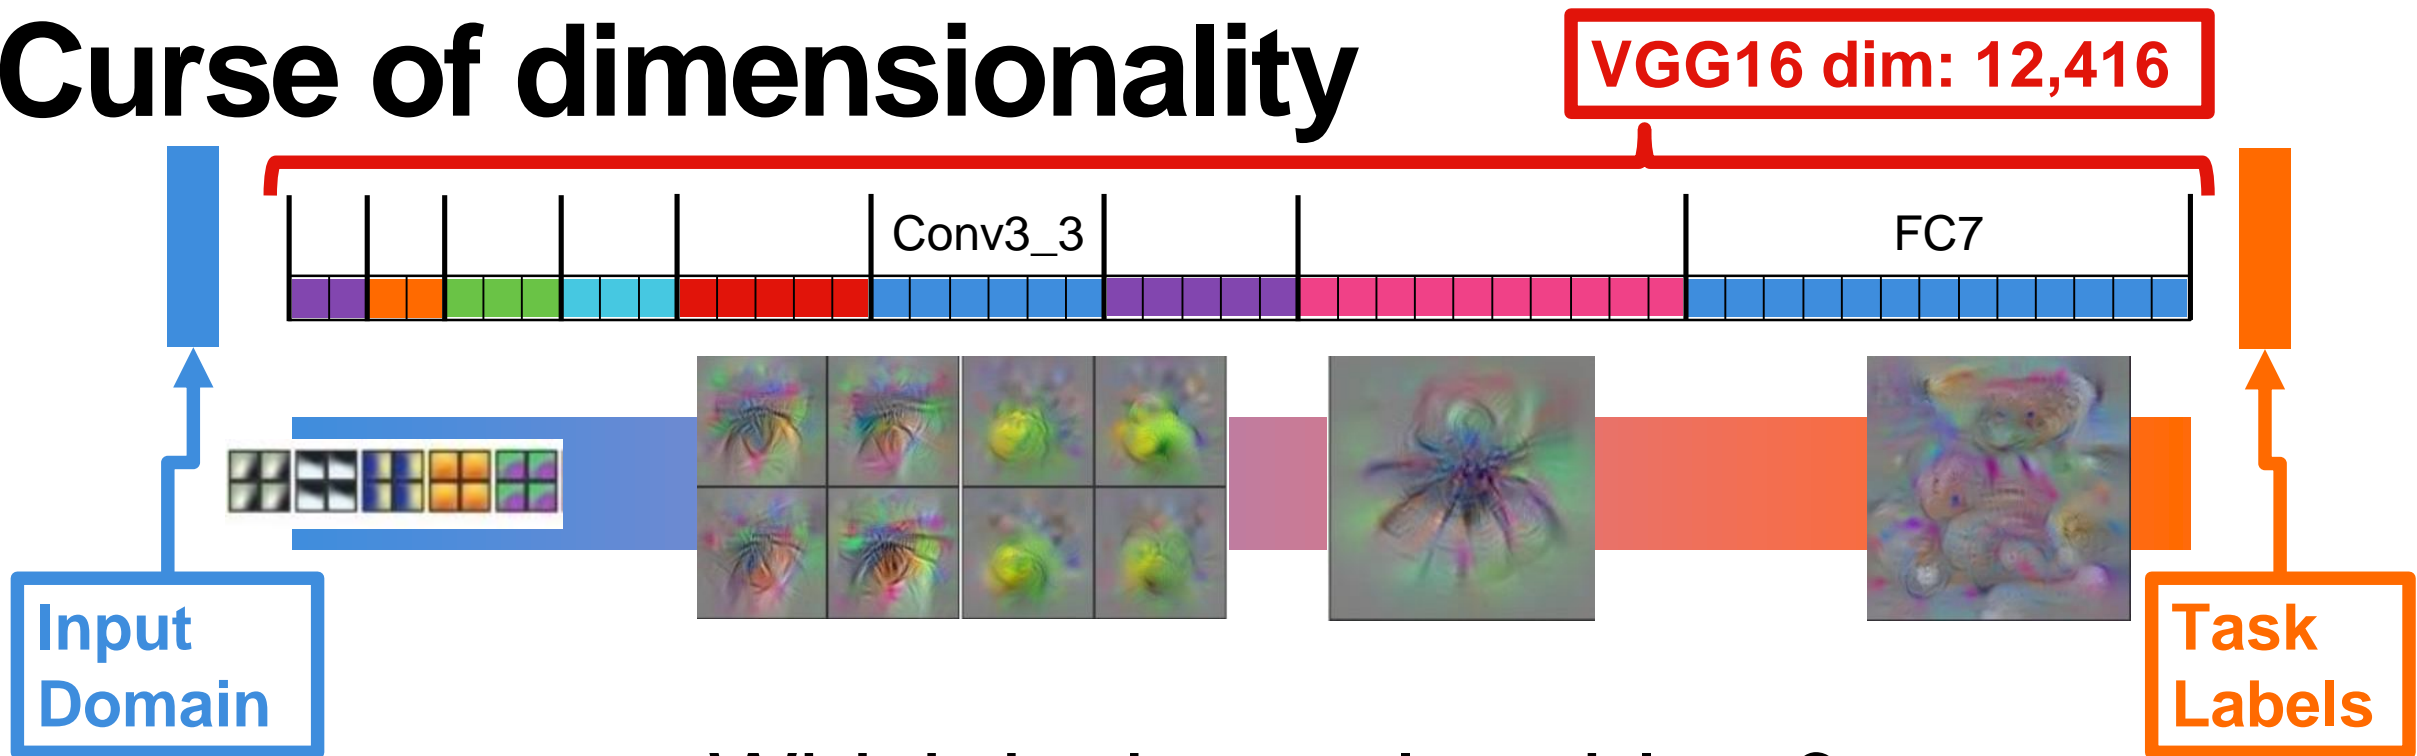 Curse of dimensionality
VGG16 dim: 12,416
Conv3_3
FC7
Input
Domain
Task
Labels